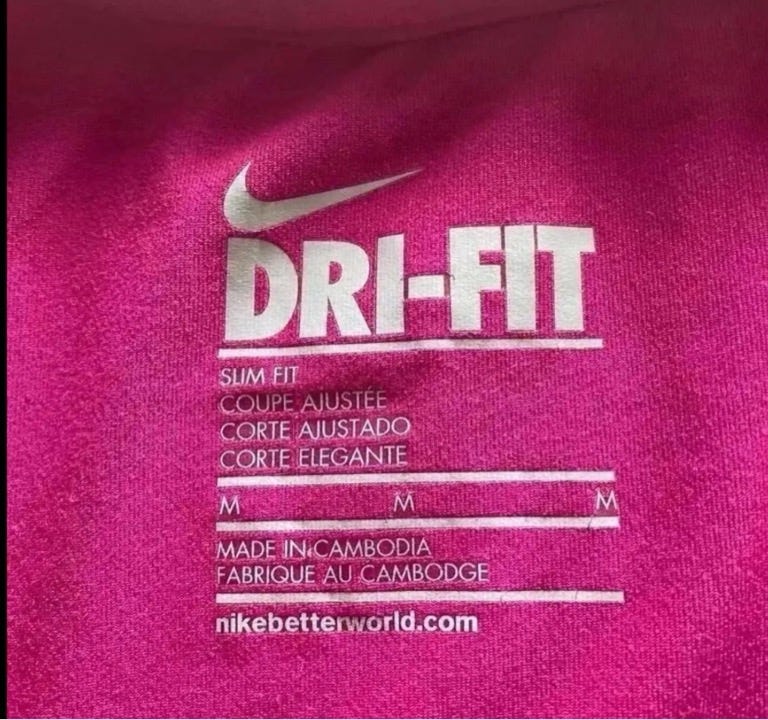 DRI-FIT
SLIM FIT
COUPE AJUSTÉE
CORTE AJUSTADO
CORTE ELEGANTE
M M M
MADE IN CAMBODIA
FABRIQUE AU CAMBODGE
nikebetterworld.com